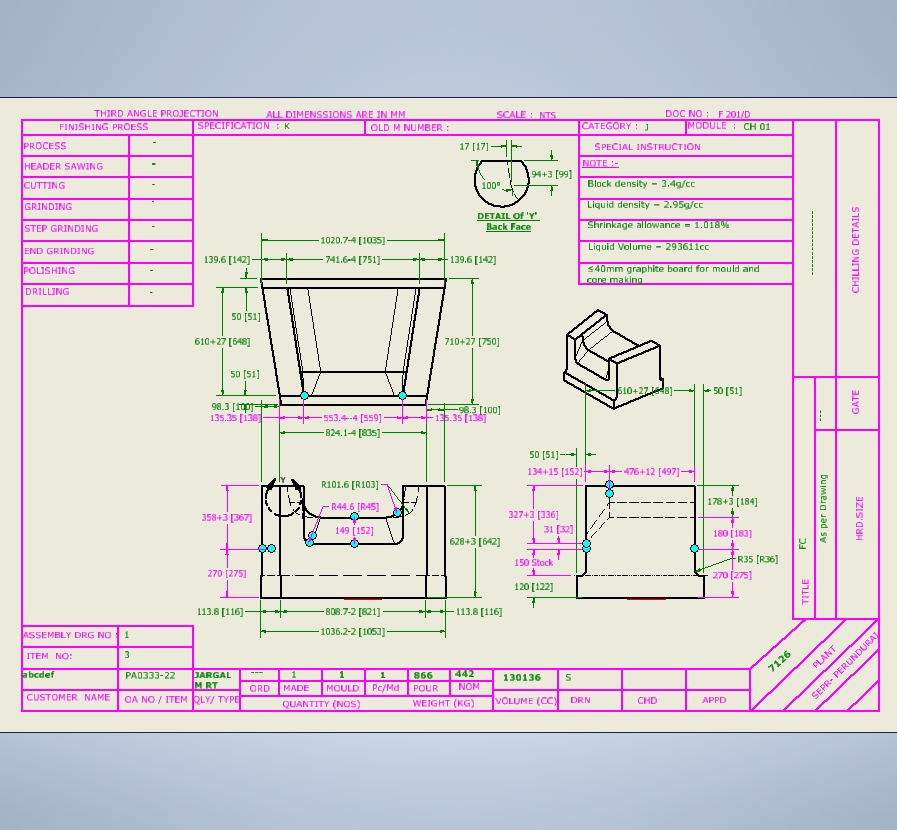 THIRD ANGLE PROJECTION ALL DIMENSSIONS ARE IN MM SCALE : NTS DOC NO : F 201/D
FINISHING PROESS SPECIFICATION : K OLD M NUMBER : CATEGORY : J MODULE : CH 01
PROCESS -
HEADER SAWING -
CUTTING -
GRINDING -
STEP GRINDING -
END GRINDING -
POLISHING -
DRILLING -
SPECIAL INSTRUCTION
NOTE :-
Block density = 3.4g/cc
Liquid density = 2.95g/cc
Shrinkage allowance = 1.018%
Liquid Volume = 293611cc
≤40mm graphite board for mould and
core making
CHILLING DETAILS
GATE
---
HRD.SIZE
As per Drawing
TITLE FC
17 [17]
94+3 [99]
100°
DETAIL Of 'Y'
Back Face
1020.7-4 [1035]
139.6 [142] 741.6-4 [751] 139.6 [142]
50 [51]
610+27 [648] 710+27 [750]
50 [51]
98.3 [100] 98.3 [100]
135.35 [138] 553.4--4 [559] 135.35 [138]
824.1-4 [835]
610+27 [648] 50 [51]
Y
R101.6 [R103]
R44.6 [R45]
358+3 [367]
149 [152]
628+3 [642]
270 [275]
113.8 [116] 808.7-2 [821] 113.8 [116]
1036.2-2 [1053]
50 [51]
134+15 [152] 476+12 [497]
178+3 [184]
327+3 [336]
31 [32] 180 [183]
150 Stock R35 [R36]
270 [275]
120 [122]
ASSEMBLY DRG NO : 1
ITEM NO: 3
abcdef PA0333-22 JARGAL
M RT
--- 1 1 1 866 442 130136 S
ORD MADE MOULD Pc/Md POUR NOM
CUSTOMER NAME OA NO / ITEM QLY/ TYPE QUANTITY (NOS) WEIGHT (KG) VOLUME (CC) DRN CHD APPD
7126
PLANT
SEPR- PERUNDURAI